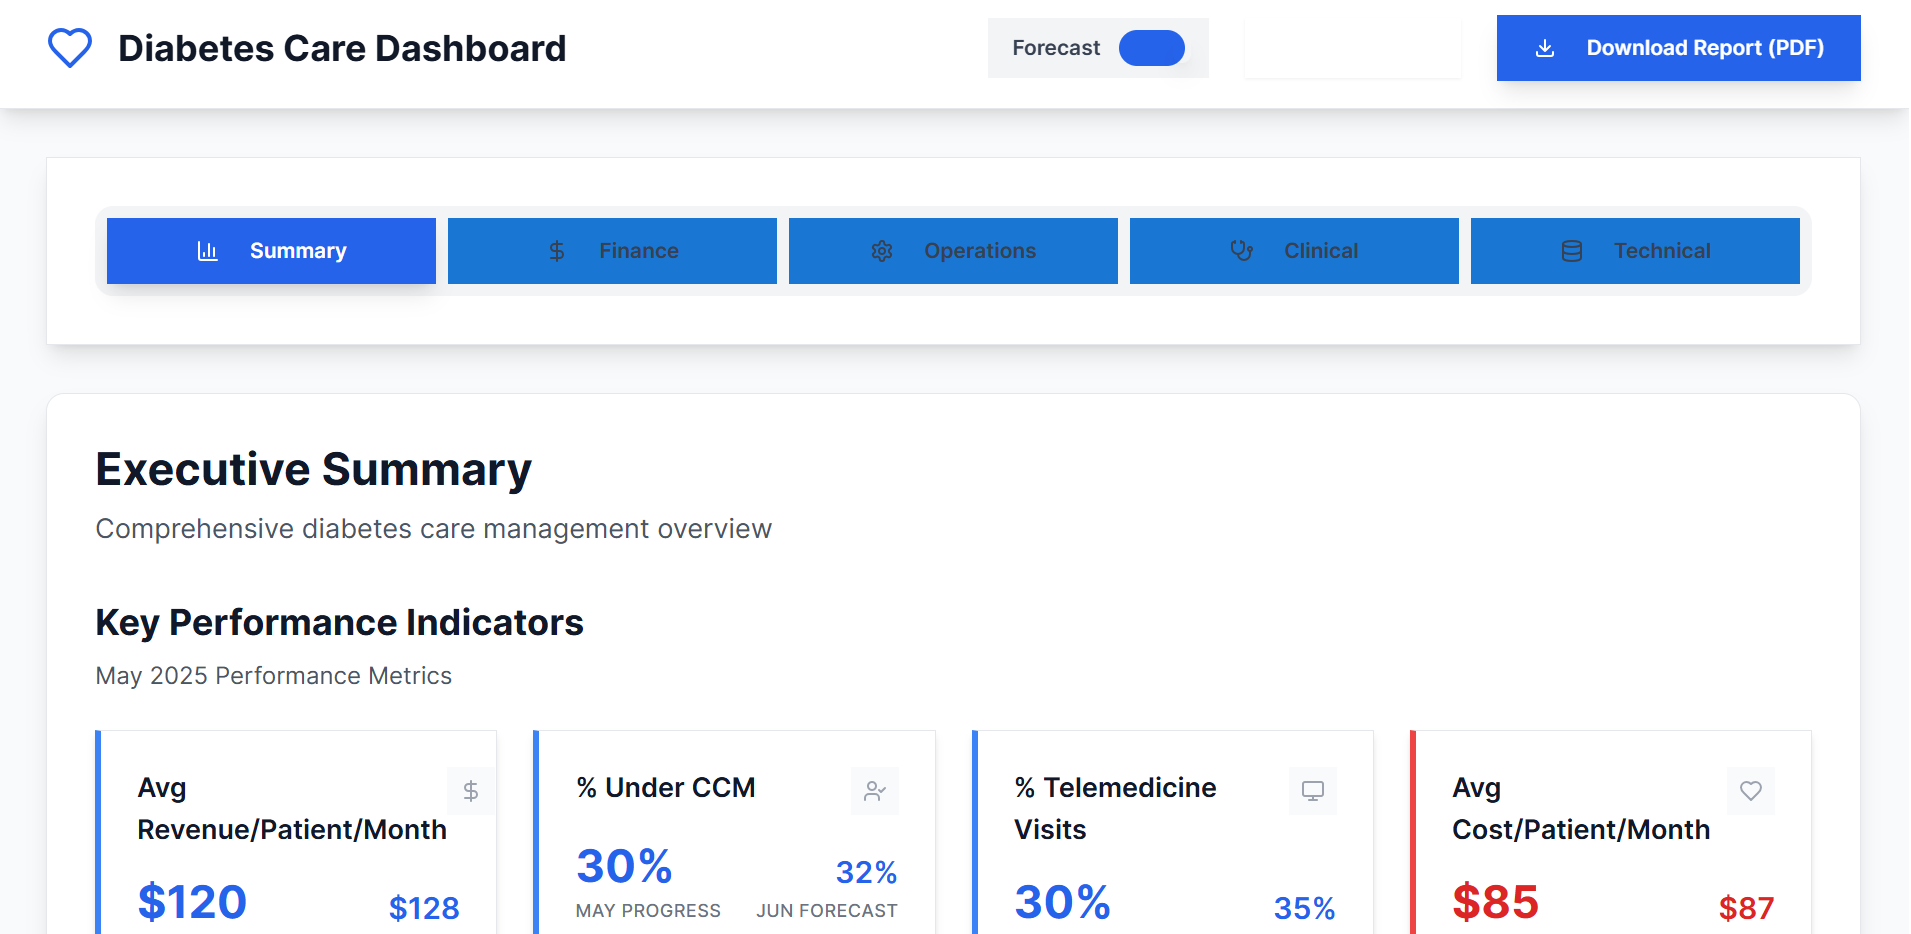 Diabetes Care Dashboard
Forecast
Download Report (PDF)
Summary
Finance
Operations
Clinical
Technical
Executive Summary
Comprehensive diabetes care management overview
Key Performance Indicators
May 2025 Performance Metrics
Avg
Revenue/Patient/Month
$120
$128
% Under CCM
30%
32%
MAY PROGRESS
JUN FORECAST
% Telemedicine
Visits
30%
35%
Avg
Cost/Patient/Month
$85
$87